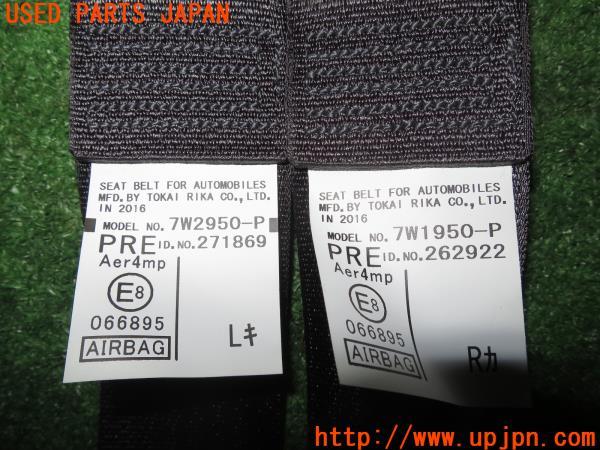 USED PARTS JAPAN
SEAT BELT FOR AUTOMOBILES
MFD. BY TOKAI RIKA CO., LTD.
IN 2016
MODEL NO. 7W2950-P
PRE ID.NO. 271869
Aer4mp
E8
066895
AIRBAG
Lキ
SEAT BELT FOR AUTOMOBILES
MFD. BY TOKAI RIKA CO., LTD.
IN 2016
MODEL NO. 7W1950-P
PRE ID.NO. 262922
Aer4mp
E8
066895
AIRBAG
Rカ
http://www.upjpn.com